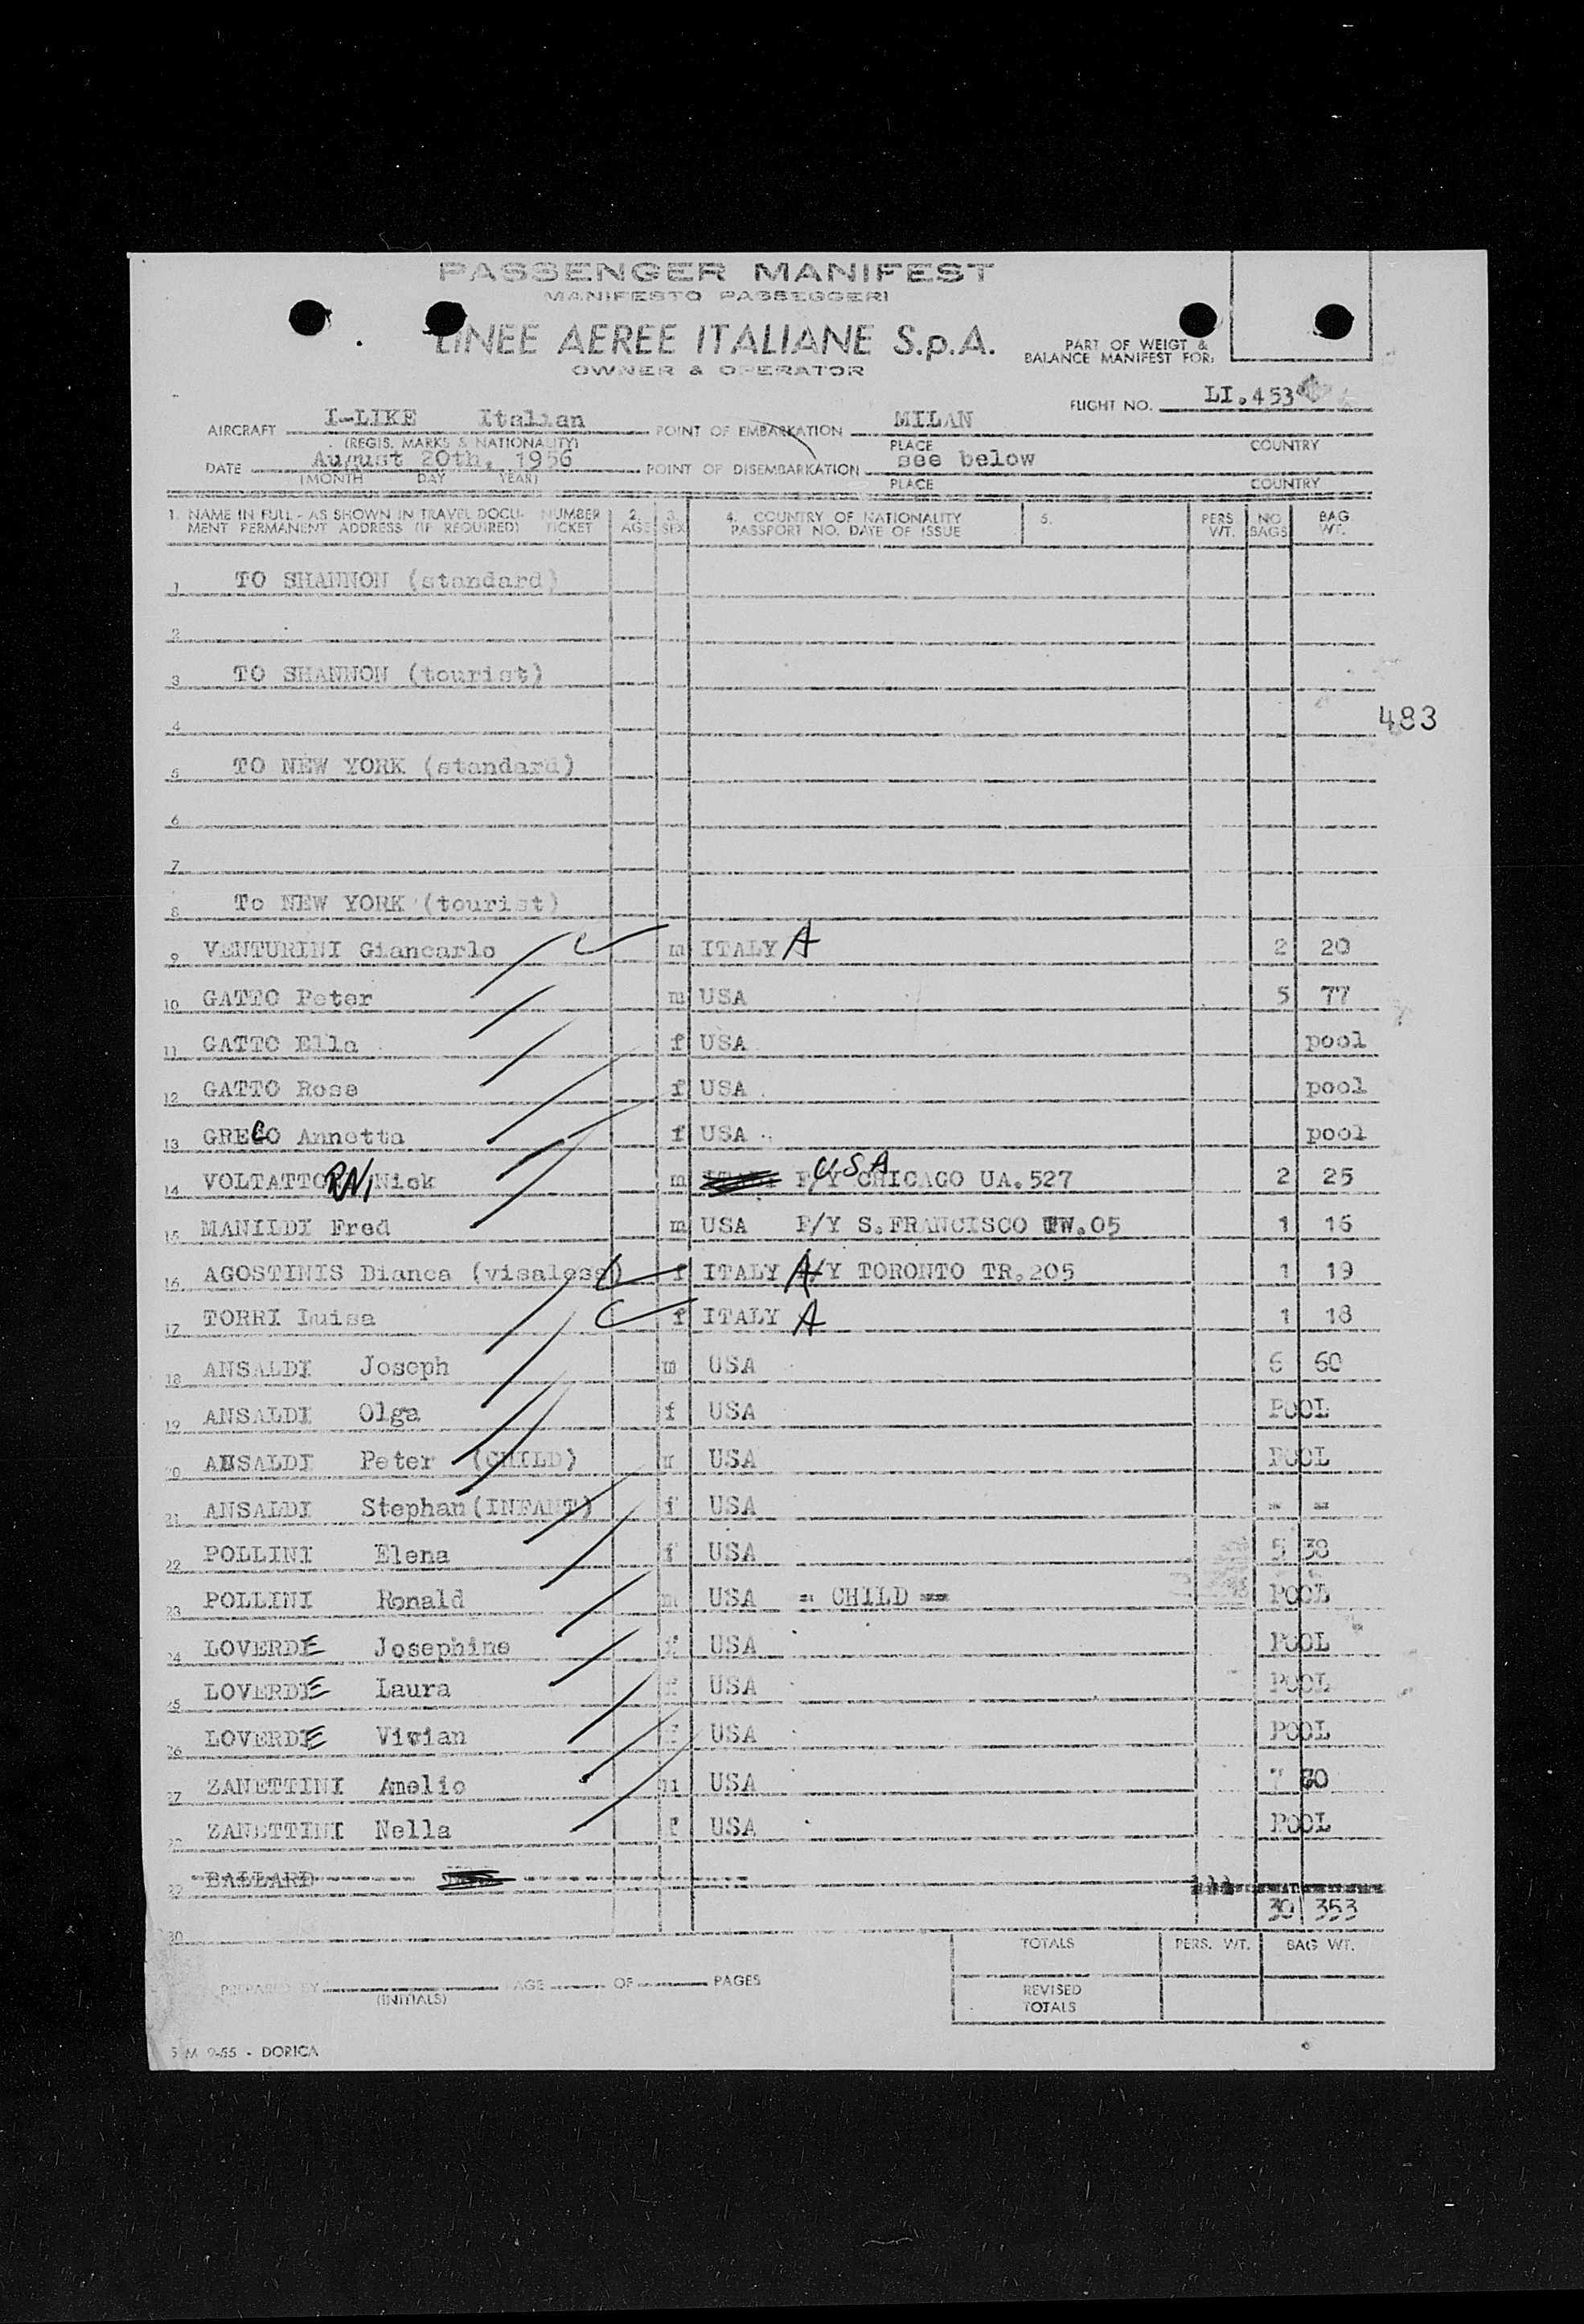 PASSENGER MANIFEST
MANIFESTO PASSEGGERI
LINEE AEREE ITALIANE S.p.A.
OWNER & OPERATOR
PART OF WEIGT &
BALANCE MANIFEST FOR:
FLIGHT NO. LI.453
AIRCRAFT I-LIKE Italian POINT OF EMBARKATION MILAN
(REGIS. MARKS & NATIONALITY) PLACE COUNTRY
DATE August 20th, 1956 POINT OF DISEMBARKATION see below
(MONTH DAY YEAR) PLACE COUNTRY
1. NAME IN FULL - AS SHOWN IN TRAVEL DOCU- NUMBER 2. 3. 4. COUNTRY OF NATIONALITY 5. PERS NO. BAG
MENT PERMANENT ADDRESS (IF REQUIRED) TICKET AGE SEX PASSPORT NO. DATE OF ISSUE WT. BAGS WT.
1 TO SHANNON (standard)
2
3 TO SHANNON (tourist)
483
4
5 TO NEW YORK (standard)
6
7
8 To NEW YORK (tourist)
9 VENTURINI Giancarlo m ITALY A 2 20
10 GATTO Peter m USA 5 77
11 GATTO Ella f USA pool
12 GATTO Rose f USA pool
13 GRECO Annetta f USA pool
14 VOLTATTORNI Nick m USA F/Y CHICAGO UA.527 2 25
15 MANILDI Fred m USA F/Y S.FRANCISCO TW.05 1 16
16 AGOSTINIS Bianca (visaless) f ITALY A /Y TORONTO TR.205 1 19
17 TORRI Luisa f ITALY A 1 18
18 ANSALDI Joseph m USA 6 60
19 ANSALDI Olga f USA POOL
20 ANSALDI Peter (CHILD) m USA POOL
21 ANSALDI Stephan (INFANT) f USA - -
22 POLLINI Elena f USA 5 38
23 POLLINI Ronald m USA = CHILD = POOL
24 LOVERDE Josephine f USA POOL
25 LOVERDE Laura f USA POOL
26 LOVERDE Vivian f USA POOL
27 ZANETTINI Amelio m USA 7 80
28 ZANETTINI Nella f USA POOL
29 BALLARD
30 353
30
TOTALS PERS. WT. BAG WT.
PREPARED BY PAGE OF PAGES
(INITIALS)
REVISED
TOTALS
5 M 9-55 - DORICA